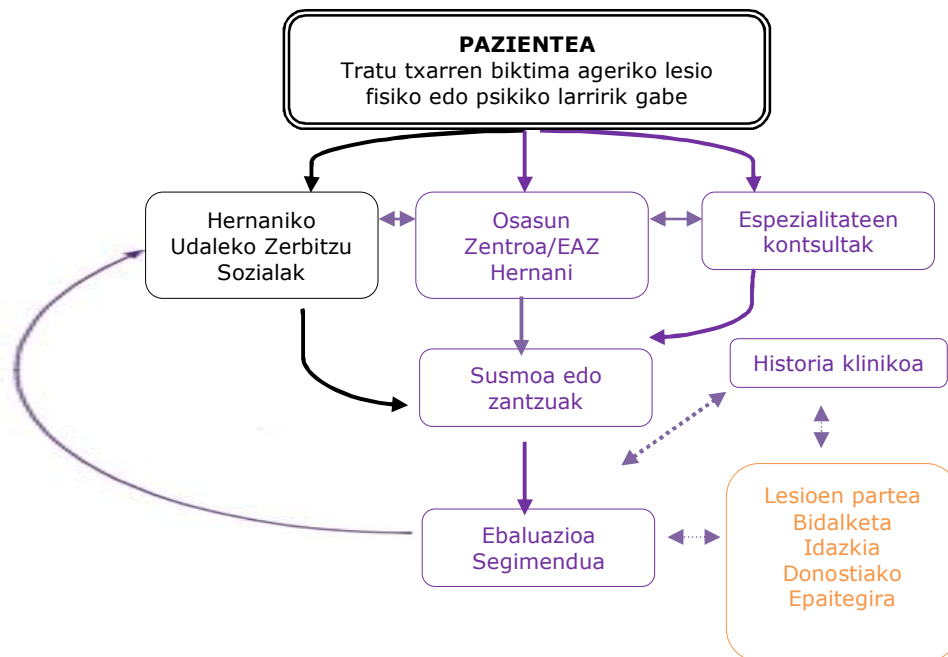 PAZIENTEA
Tratu txarren biktima ageriko lesio
fisiko edo psikiko larririk gabe
Hernaniko
Udaleko Zerbitzu
Sozialak
Osasun
Zentroa/EAZ
Hernani
Espezialitateen
kontsultak
Susmoa edo
zantzuak
Historia klinikoa
Ebaluazioa
Segimendua
Lesioen partea
Bidalketa
Idazkia
Donostiako
Epaitegira